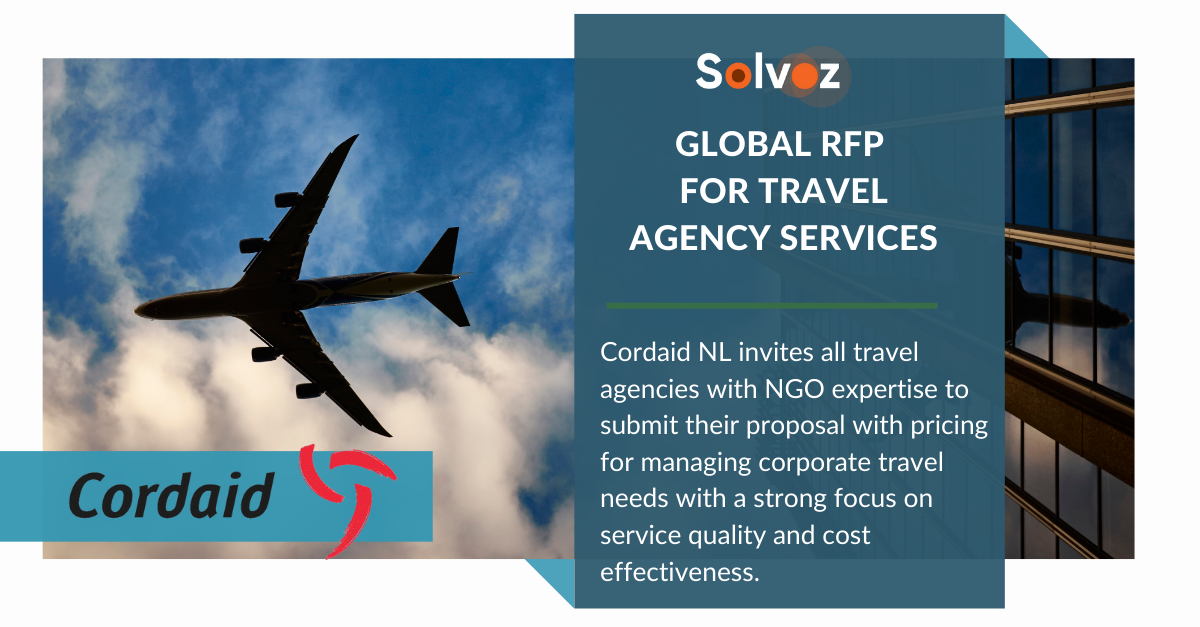 Solvoz
GLOBAL RFP
FOR TRAVEL
AGENCY SERVICES
Cordaid NL invites all travel
agencies with NGO expertise to
submit their proposal with pricing
for managing corporate travel
needs with a strong focus on
service quality and cost
effectiveness.
Cordaid